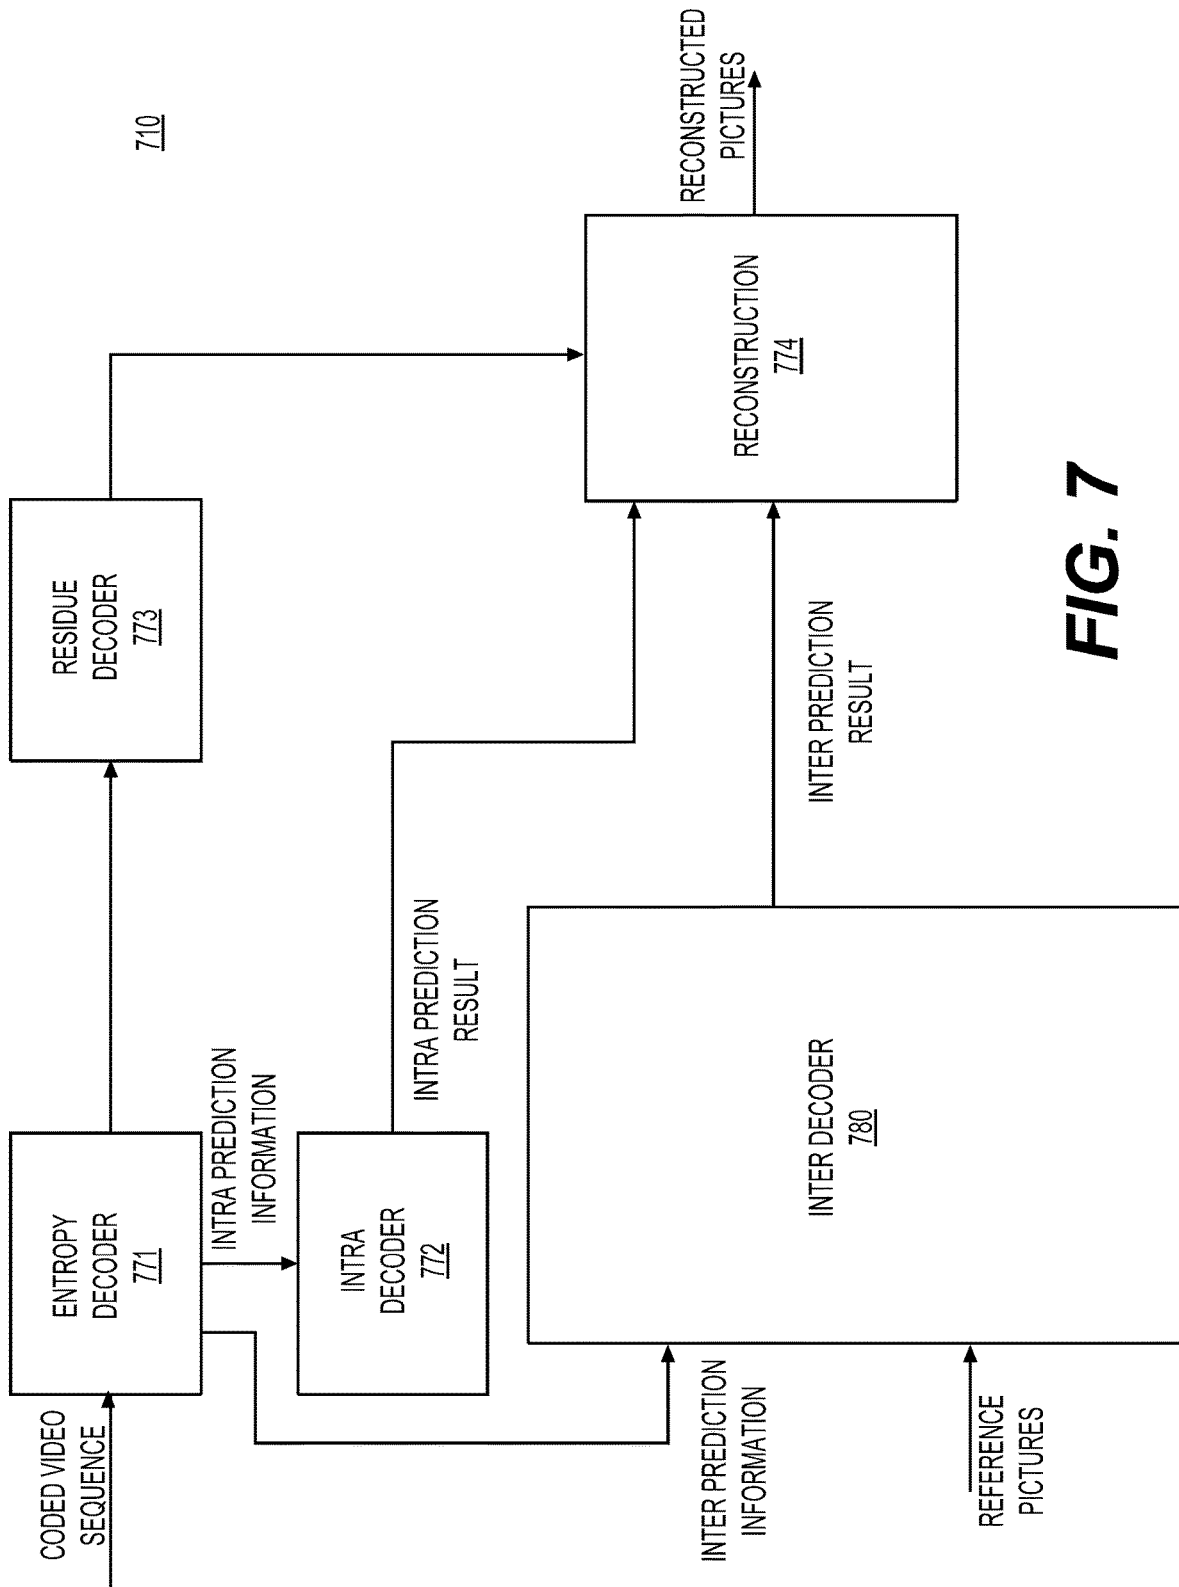 710
CODED VIDEO
SEQUENCE
ENTROPY
DECODER
771
RESIDUE
DECODER
773
INTRA PREDICTION
INFORMATION
INTRA
DECODER
772
INTRA PREDICTION
RESULT
INTER PREDICTION
INFORMATION
REFERENCE
PICTURES
INTER DECODER
780
INTER PREDICTION
RESULT
RECONSTRUCTION
774
RECONSTRUCTED
PICTURES
FIG. 7